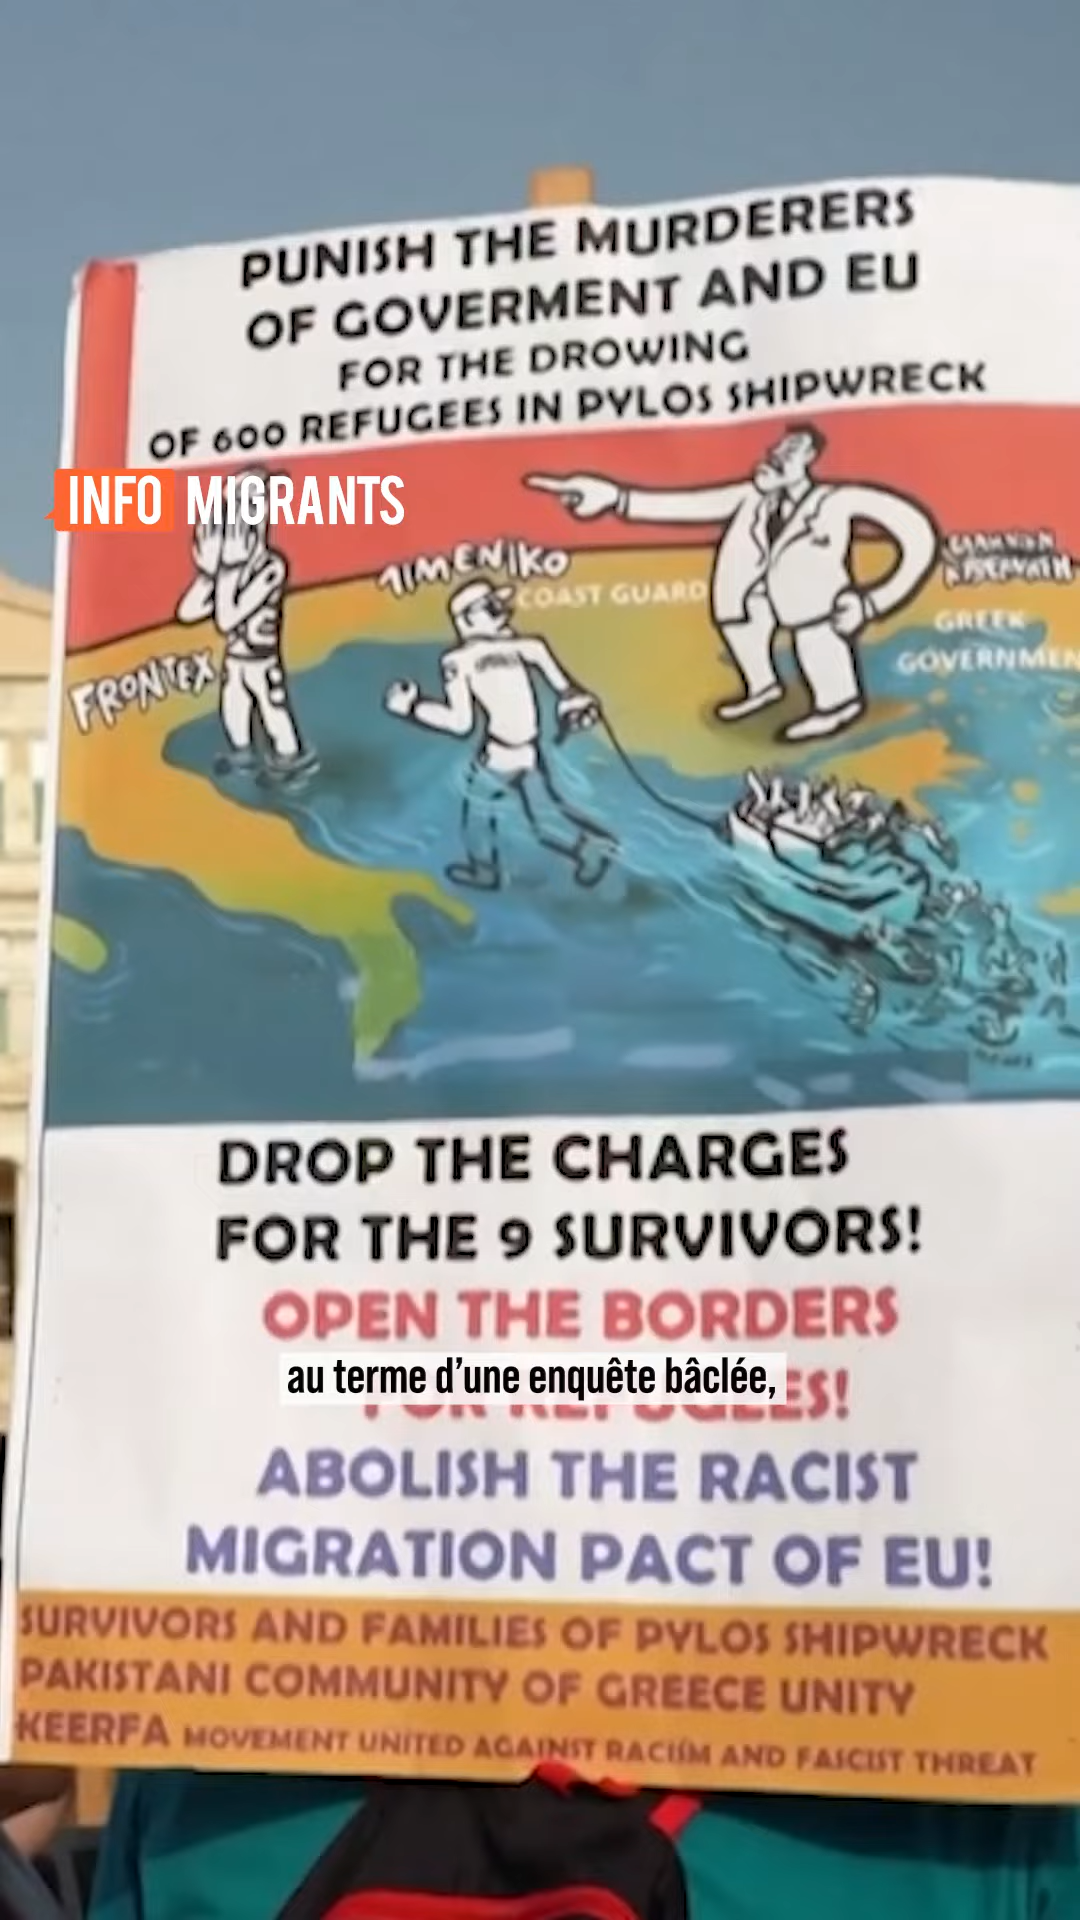 PUNISH THE MURDERERS
OF GOVERMENT AND EU
FOR THE DROWING
OF 600 REFUGEES IN PYLOS SHIPWRECK
INFO MIGRANTS
ΛΙΜΕΝΙΚΟ
COAST GUARD
GREEK
GOVERNMEN
FRONTEX
DROP THE CHARGES
FOR THE 9 SURVIVORS!
OPEN THE BORDERS
au terme d’une enquête bâclée,
FOR REFUGEES!
ABOLISH THE RACIST
MIGRATION PACT OF EU!
SURVIVORS AND FAMILIES OF PYLOS SHIPWRECK
PAKISTANI COMMUNITY OF GREECE UNITY
KEERFA MOVEMENT UNITED AGAINST RACISM AND FASCIST THREAT